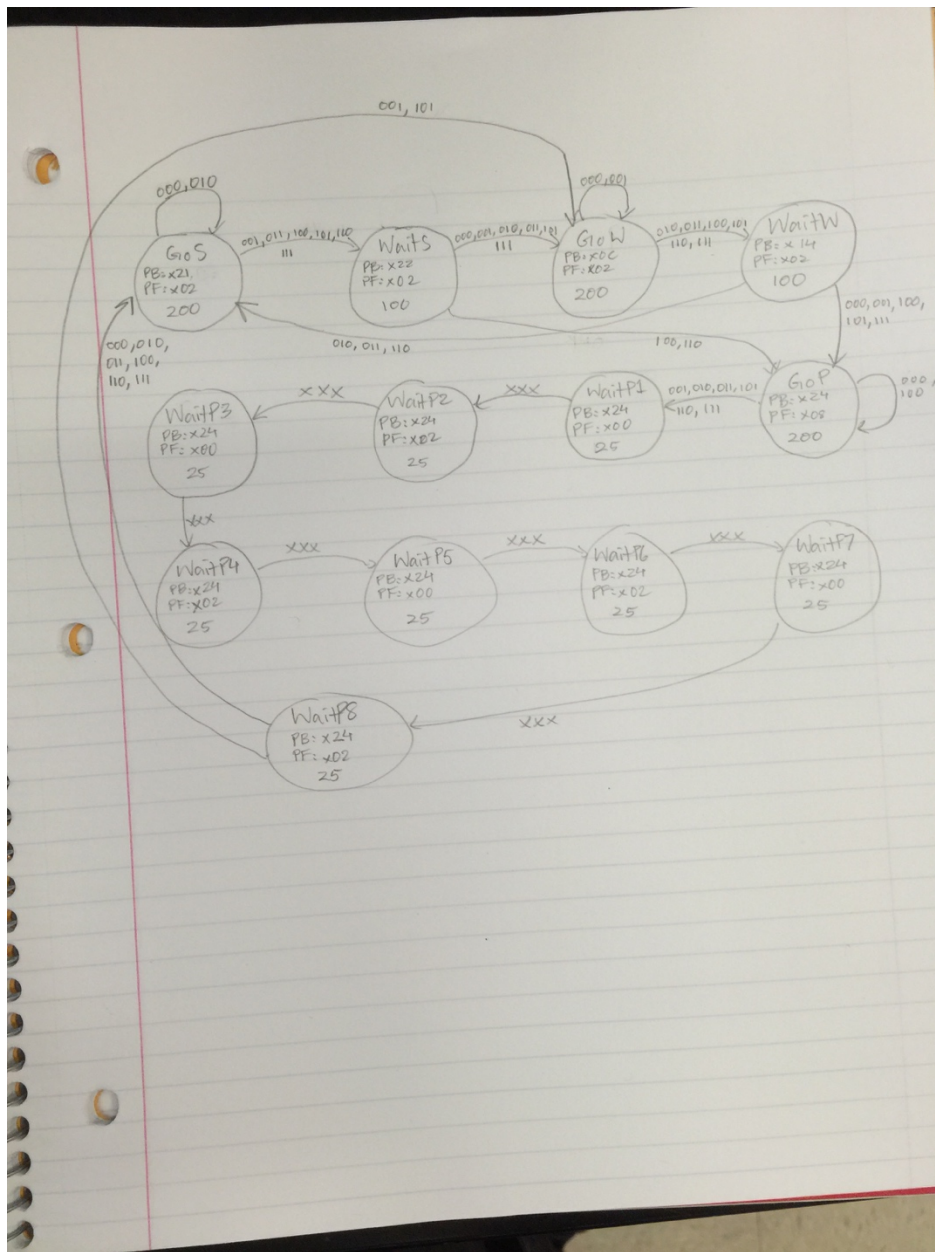 001, 101
000,010
GoS
PB: x21
PF: x02
200
001, 011, 100, 101, 110
111
WaitS
PB: x22
PF: x02
100
000, 001, 010, 011, 101
111
000, 001
GoW
PB: x0C
PF: x02
200
010, 011, 100, 101
110, 111
WaitW
PB: x14
PF: x02
100
000, 001, 100,
101, 111
010, 011, 110
100, 110
000, 010,
011, 100,
110, 111
GoP
PB: x24
PF: x08
200
000,
100
001, 010, 011, 101
110, 111
WaitP1
PB: x24
PF: x00
25
xxx
WaitP2
PB: x24
PF: x02
25
xxx
WaitP3
PB: x24
PF: x00
25
xxx
WaitP4
PB: x24
PF: x02
25
xxx
WaitP5
PB: x24
PF: x00
25
xxx
WaitP6
PB: x24
PF: x02
25
xxx
WaitP7
PB: x24
PF: x00
25
xxx
WaitP8
PB: x24
PF: x02
25